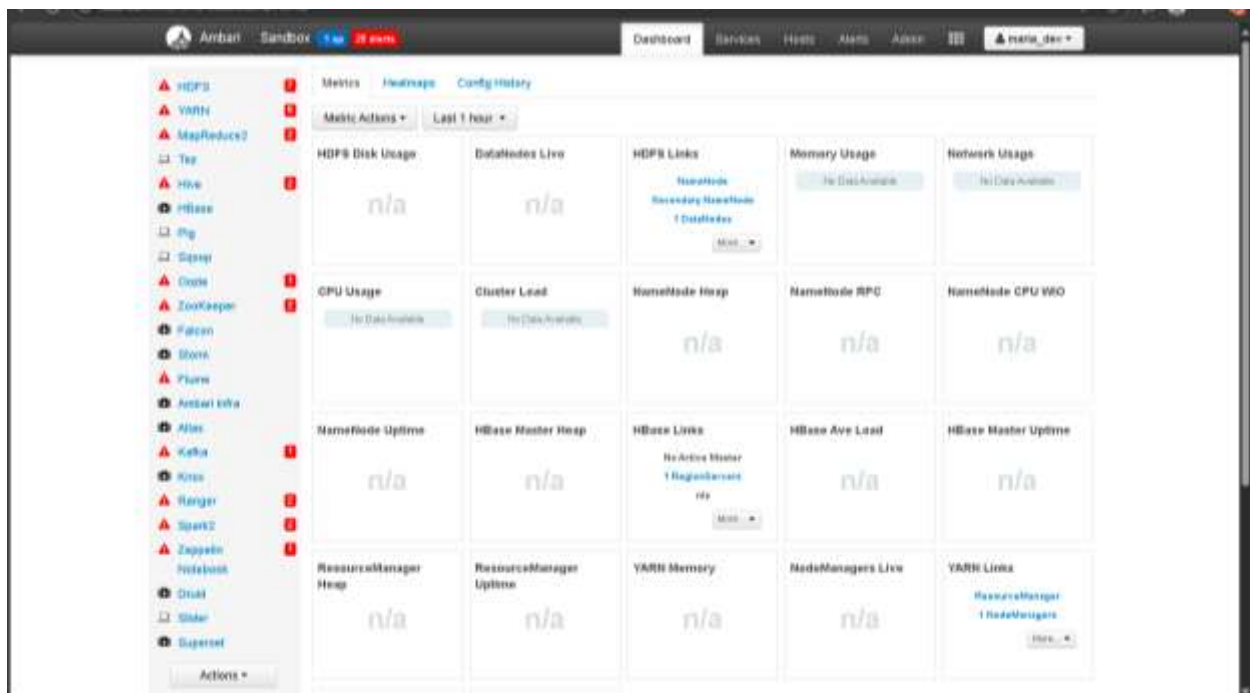 Ambari Sandbox
Dashboard Services Hosts Alerts Admin maria_dev
HDFS
YARN
MapReduce2
Tez
Hive
HBase
Pig
Sqoop
Oozie
ZooKeeper
Falcon
Storm
Flume
Ambari Infra
Atlas
Kafka
Knox
Ranger
Spark2
Zeppelin
Notebook
Druid
Slider
Superset
Actions
Metrics Heatmaps Config History
Metric Actions Last 1 hour
HDFS Disk Usage
n/a
DataNodes Live
n/a
HDFS Links
NameNode
Secondary NameNode
1 DataNodes
More...
Memory Usage
No Data Available
Network Usage
No Data Available
CPU Usage
No Data Available
Cluster Load
No Data Available
NameNode Heap
n/a
NameNode RPC
n/a
NameNode CPU WIO
n/a
NameNode Uptime
n/a
HBase Master Heap
n/a
HBase Links
No Active Master
1 RegionServers
n/a
More...
HBase Ave Load
n/a
HBase Master Uptime
n/a
ResourceManager
Heap
n/a
ResourceManager
Uptime
n/a
YARN Memory
n/a
NodeManagers Live
n/a
YARN Links
ResourceManager
1 NodeManagers
More...